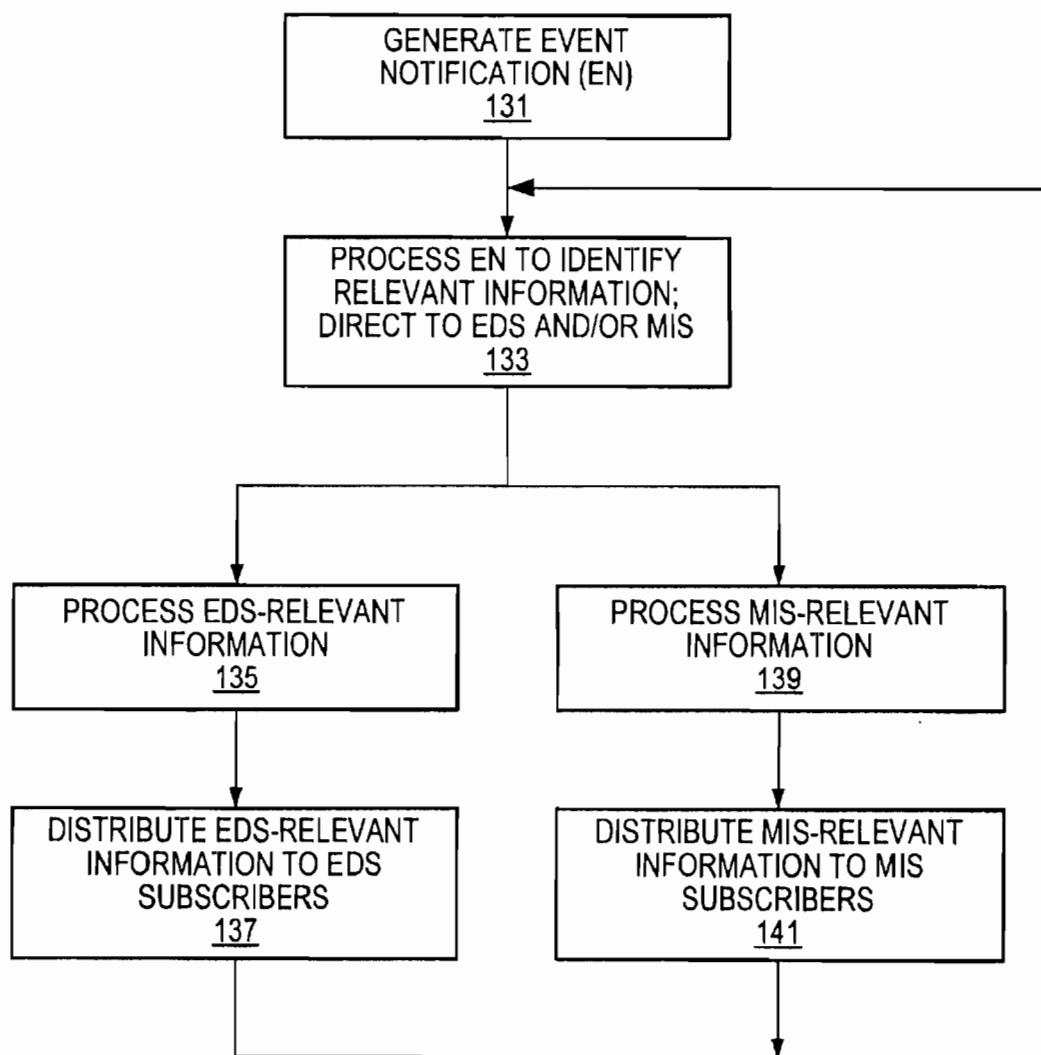 GENERATE EVENT
NOTIFICATION (EN)
131
PROCESS EN TO IDENTIFY
RELEVANT INFORMATION;
DIRECT TO EDS AND/OR MIS
133
PROCESS EDS-RELEVANT
INFORMATION
135
PROCESS MIS-RELEVANT
INFORMATION
139
DISTRIBUTE EDS-RELEVANT
INFORMATION TO EDS
SUBSCRIBERS
137
DISTRIBUTE MIS-RELEVANT
INFORMATION TO MIS
SUBSCRIBERS
141